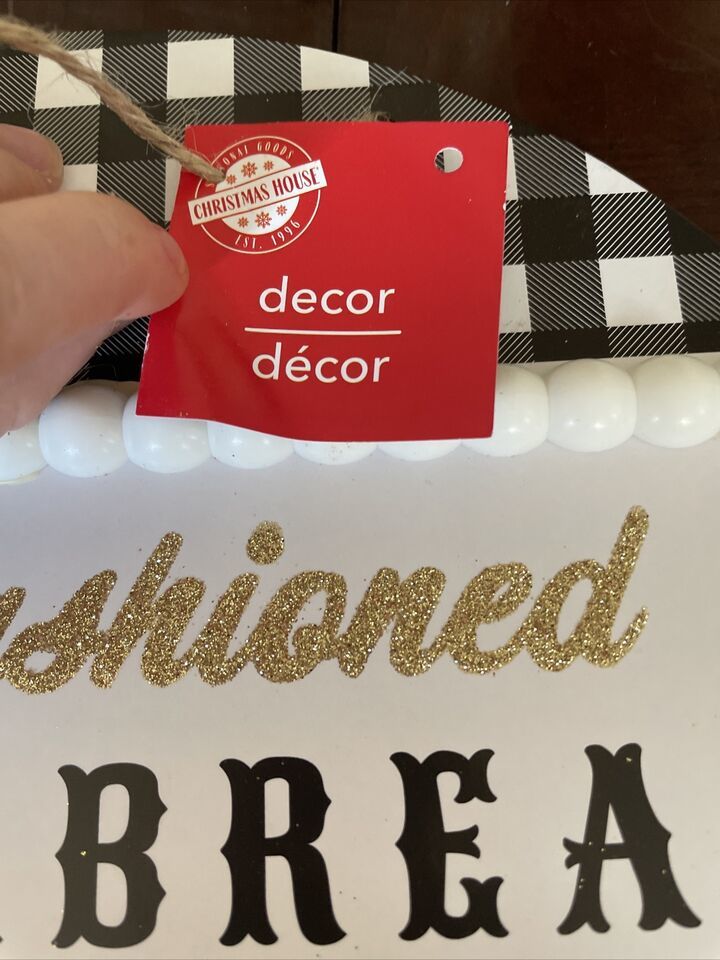 CHRISTMAS HOUSE
EST. 1996
decor
décor
shioned
BREA